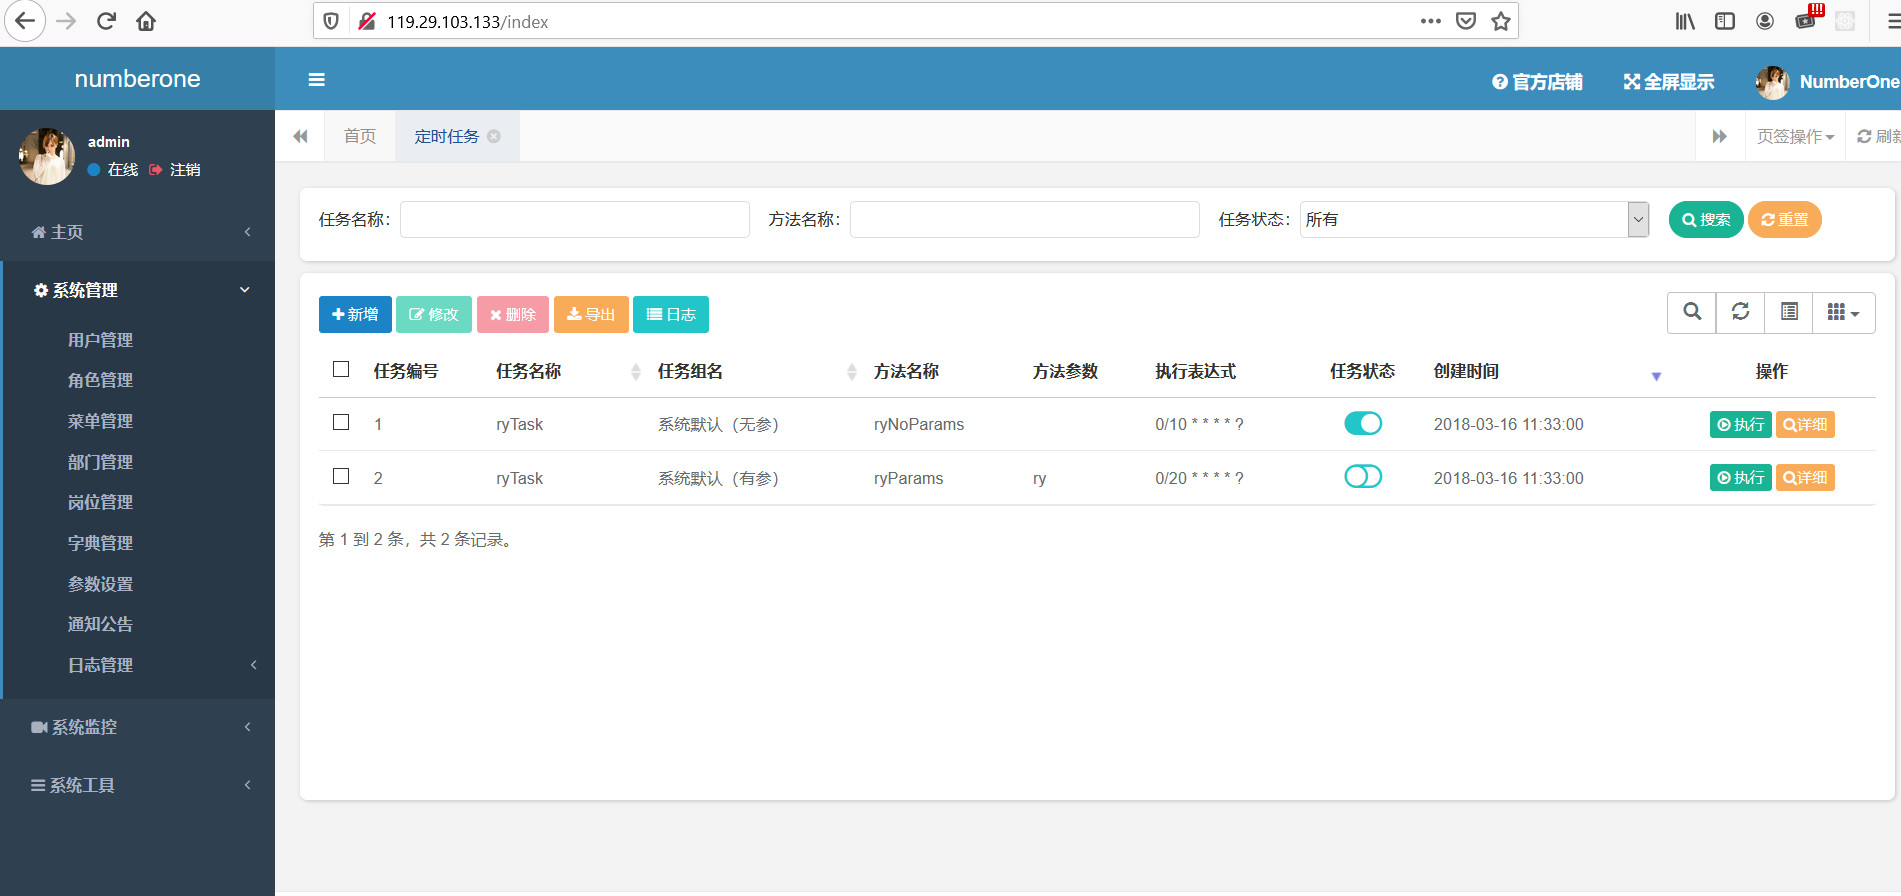 119.29.103.133/index
numberone
官方店铺
全屏显示
NumberOne
admin
在线 注销
首页
定时任务
页签操作
刷新
主页
系统管理
用户管理
角色管理
菜单管理
部门管理
岗位管理
字典管理
参数设置
通知公告
日志管理
系统监控
系统工具
任务名称： 方法名称： 任务状态： 所有 搜索 重置
新增 修改 删除 导出 日志
任务编号 任务名称 任务组名 方法名称 方法参数 执行表达式 任务状态 创建时间 操作
1 ryTask 系统默认（无参） ryNoParams 0/10 * * * * ? 2018-03-16 11:33:00 执行 详细
2 ryTask 系统默认（有参） ryParams ry 0/20 * * * * ? 2018-03-16 11:33:00 执行 详细
第 1 到 2 条，共 2 条记录。